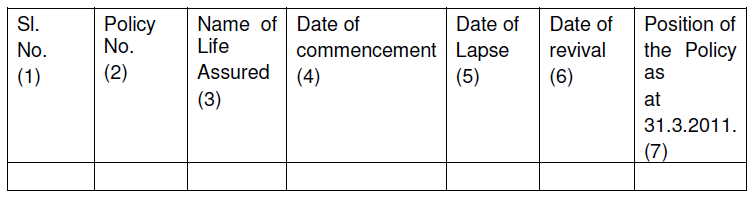 Sl.
No.
(1)
Policy
No.
(2)
Name of
Life
Assured
(3)
Date of
commencement
(4)
Date of
Lapse
(5)
Date of
revival
(6)
Position of
the Policy
as
at
31.3.2011.
(7)